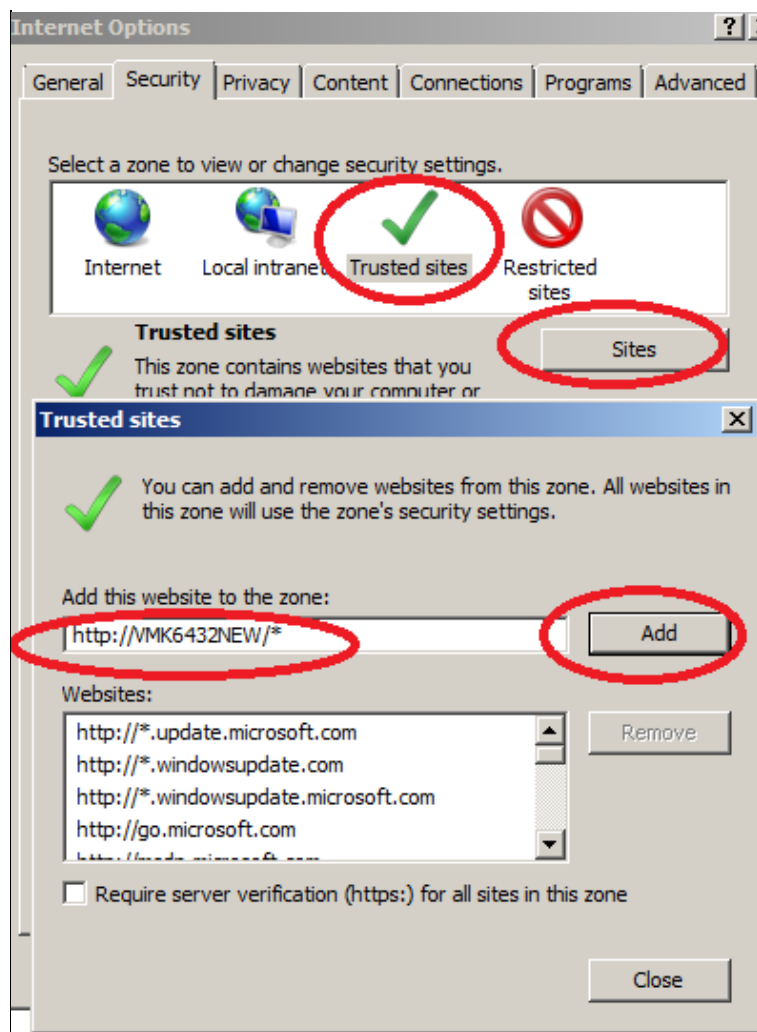 Internet Options
General Security Privacy Content Connections Programs Advanced
Select a zone to view or change security settings.
Internet Local intranet Trusted sites Restricted sites
Trusted sites
Sites
This zone contains websites that you
trust not to damage your computer or
Trusted sites
You can add and remove websites from this zone. All websites in
this zone will use the zone's security settings.
Add this website to the zone:
http://VMK6432NEW/*
Add
Websites:
http://*.update.microsoft.com
Remove
http://*.windowsupdate.com
http://*.windowsupdate.microsoft.com
http://go.microsoft.com
http://msdn.microsoft.com
Require server verification (https:) for all sites in this zone
Close